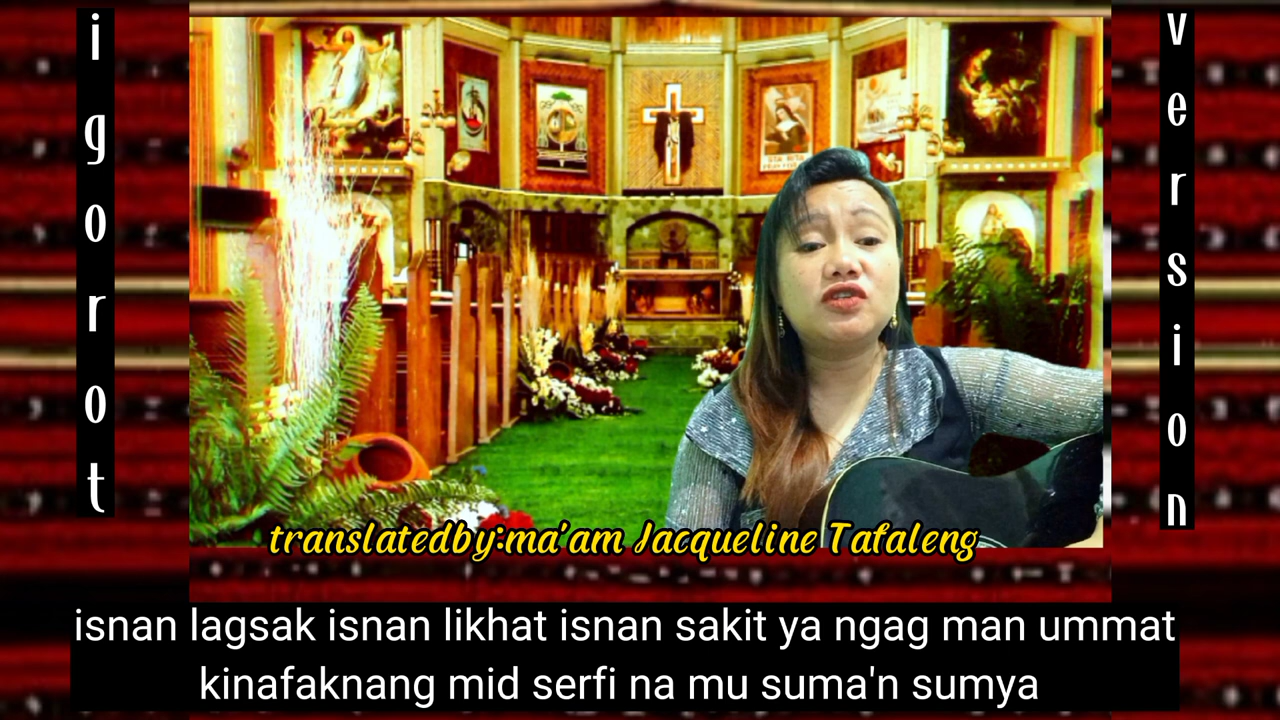 igorot
version
translatedby:ma'am Jacqueline Tafaleng
isnan lagsak isnan likhat isnan sakit ya ngag man ummat
kinafaknang mid serfi na mu suma'n sumya